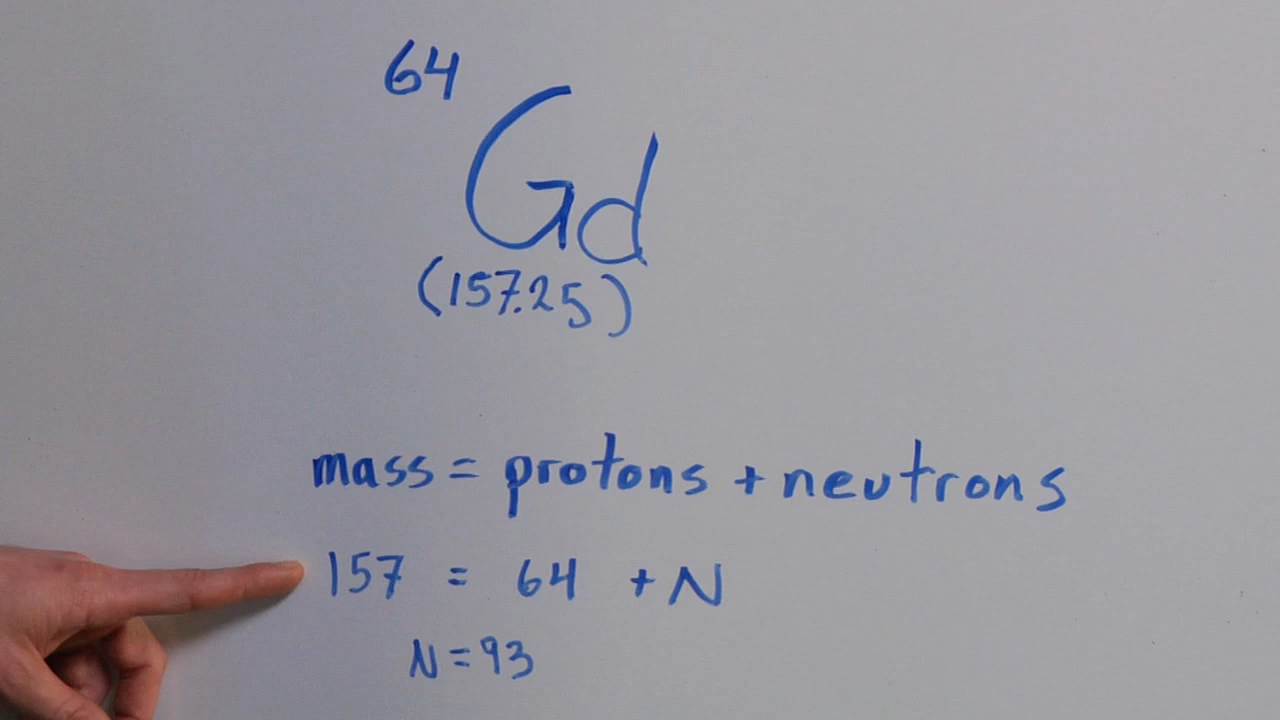 64
Gd
(157.25)
mass = protons + neutrons
157 = 64 + N
N = 93